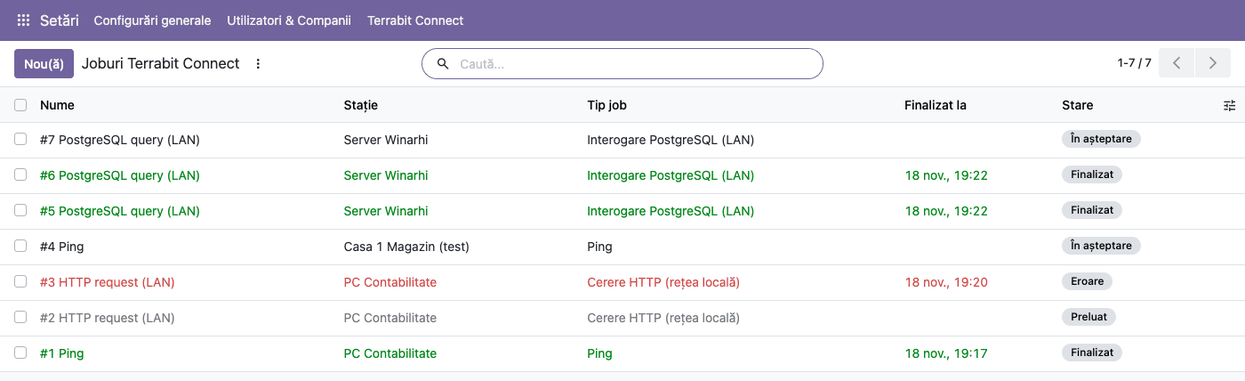 Setări Configurări generale Utilizatori & Companii Terrabit Connect
Nou(ă) Joburi Terrabit Connect Caută... 1-7 / 7
Nume Stație Tip job Finalizat la Stare
#7 PostgreSQL query (LAN) Server Winarhi Interogare PostgreSQL (LAN) În așteptare
#6 PostgreSQL query (LAN) Server Winarhi Interogare PostgreSQL (LAN) 18 nov., 19:22 Finalizat
#5 PostgreSQL query (LAN) Server Winarhi Interogare PostgreSQL (LAN) 18 nov., 19:22 Finalizat
#4 Ping Casa 1 Magazin (test) Ping În așteptare
#3 HTTP request (LAN) PC Contabilitate Cerere HTTP (rețea locală) 18 nov., 19:20 Eroare
#2 HTTP request (LAN) PC Contabilitate Cerere HTTP (rețea locală) Preluat
#1 Ping PC Contabilitate Ping 18 nov., 19:17 Finalizat